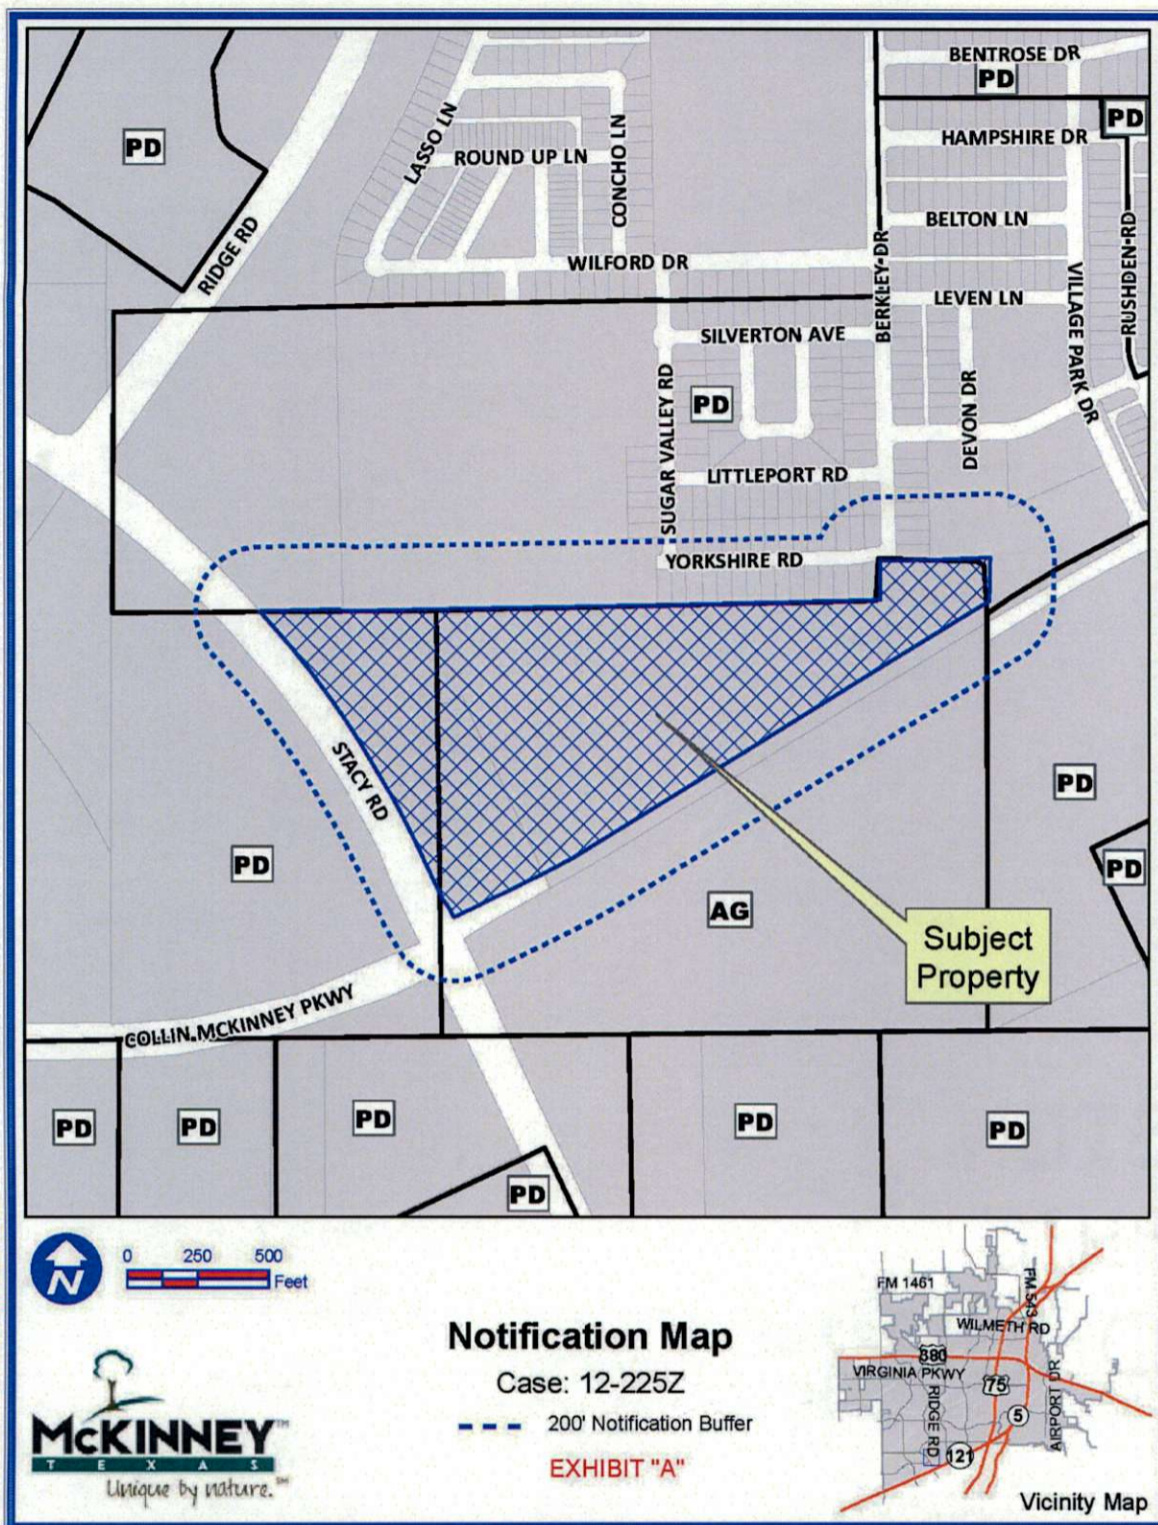 BENTROSE DR
PD
PD
HAMPSHIRE DR
PD
LASSO LN
ROUND UP LN
CONCHO LN
BELTON LN
RUSHDEN RD
RIDGE RD
BERKLEY DR
WILFORD DR
VILLAGE PARK DR
LEVEN LN
SILVERTON AVE
SUGAR VALLEY RD
PD
DEVON DR
LITTLEPORT RD
YORKSHIRE RD
STACY RD
PD
PD
PD
AG
Subject
Property
COLLIN MCKINNEY PKWY
PD
PD
PD
PD
PD
PD
N
0 250 500
Feet
Notification Map
Case: 12-225Z
200' Notification Buffer
EXHIBIT "A"
McKINNEY™
TEXAS
Unique by nature.℠
FM 1461
FM 543
WILMETH RD
380
VIRGINIA PKWY
75
RIDGE RD
5
AIRPORT DR
121
Vicinity Map